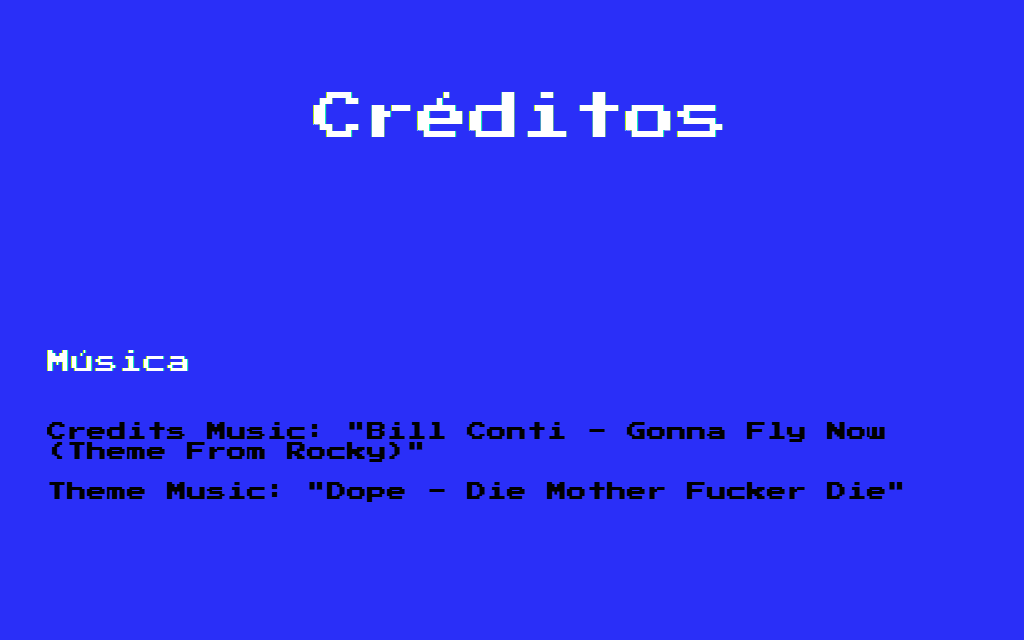 Créditos
Música
Credits Music: "Bill Conti - Gonna Fly Now
(Theme From Rocky)"
Theme Music: "Dope - Die Mother Fucker Die"